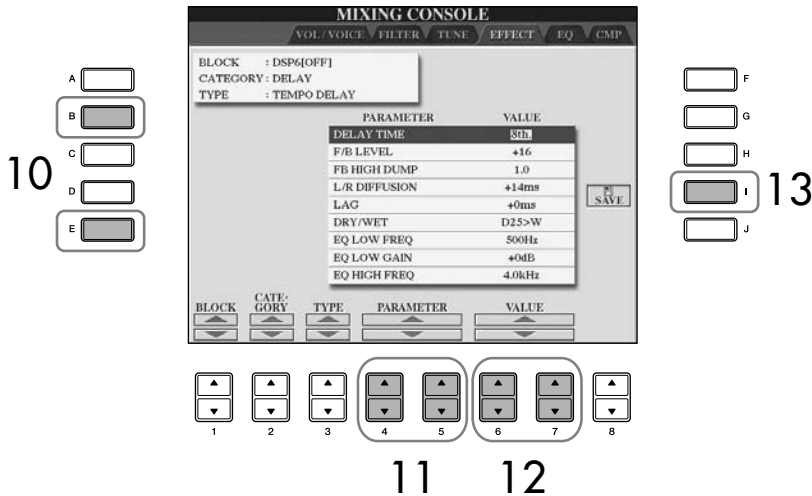 MIXING CONSOLE
VOL/VOICE FILTER TUNE EFFECT EQ CMP
BLOCK : DSP6[OFF]
CATEGORY : DELAY
TYPE : TEMPO DELAY
PARAMETER VALUE
DELAY TIME 8th.
F/B LEVEL +16
FB HIGH DUMP 1.0
L/R DIFFUSION +14ms
LAG +0ms
DRY/WET D25>W
EQ LOW FREQ 500Hz
EQ LOW GAIN +0dB
EQ HIGH FREQ 4.0kHz
SAVE
BLOCK CATE-GORY TYPE PARAMETER VALUE
A
B
C
D
E
10
F
G
H
I
J
13
1 2 3 4 5 6 7 8
11 12